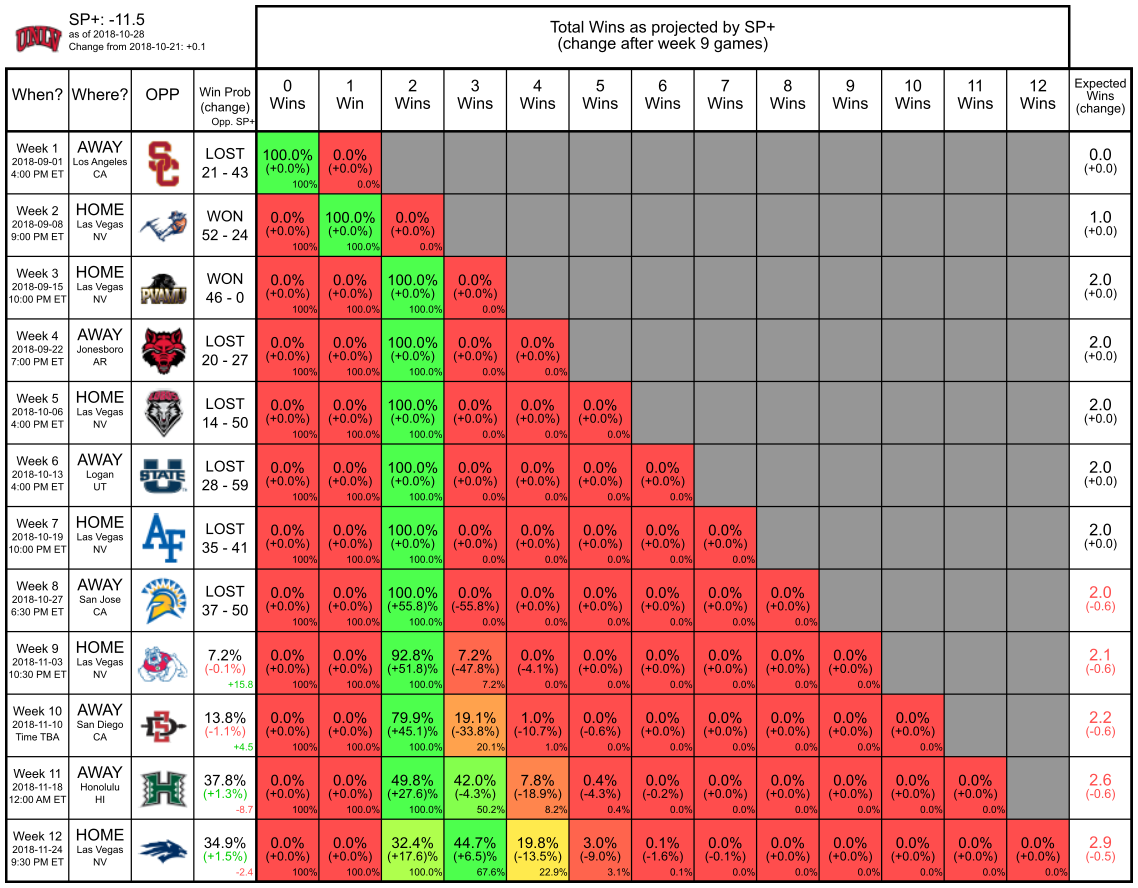 UNLV
SP+: -11.5
as of 2018-10-28
Change from 2018-10-21: +0.1
Total Wins as projected by SP+
(change after week 9 games)
When? Where? OPP Win Prob (change) Opp. SP+ 0 Wins 1 Win 2 Wins 3 Wins 4 Wins 5 Wins 6 Wins 7 Wins 8 Wins 9 Wins 10 Wins 11 Wins 12 Wins Expected Wins (change)
Week 1 AWAY SC LOST 100.0% 0.0% 0.0
2018-09-01 Los Angeles 21 - 43 (+0.0%) (+0.0%) (+0.0)
4:00 PM ET CA 100% 0.0%
Week 2 HOME WON 0.0% 100.0% 0.0% 1.0
2018-09-08 Las Vegas 52 - 24 (+0.0%) (+0.0%) (+0.0%) (+0.0)
9:00 PM ET NV 100% 100.0% 0.0%
Week 3 HOME PVAMU WON 0.0% 0.0% 100.0% 0.0% 2.0
2018-09-15 Las Vegas 46 - 0 (+0.0%) (+0.0%) (+0.0%) (+0.0%) (+0.0)
10:00 PM ET NV 100% 100.0% 100.0% 0.0%
Week 4 AWAY LOST 0.0% 0.0% 100.0% 0.0% 0.0% 2.0
2018-09-22 Jonesboro 20 - 27 (+0.0%) (+0.0%) (+0.0%) (+0.0%) (+0.0%) (+0.0)
7:00 PM ET AR 100% 100.0% 100.0% 0.0% 0.0%
Week 5 HOME LOST 0.0% 0.0% 100.0% 0.0% 0.0% 0.0% 2.0
2018-10-06 Las Vegas 14 - 50 (+0.0%) (+0.0%) (+0.0%) (+0.0%) (+0.0%) (+0.0%) (+0.0)
4:00 PM ET NV 100% 100.0% 100.0% 0.0% 0.0% 0.0%
Week 6 AWAY U STATE LOST 0.0% 0.0% 100.0% 0.0% 0.0% 0.0% 0.0% 2.0
2018-10-13 Logan 28 - 59 (+0.0%) (+0.0%) (+0.0%) (+0.0%) (+0.0%) (+0.0%) (+0.0%) (+0.0)
4:00 PM ET UT 100% 100.0% 100.0% 0.0% 0.0% 0.0% 0.0%
Week 7 HOME AF LOST 0.0% 0.0% 100.0% 0.0% 0.0% 0.0% 0.0% 0.0% 2.0
2018-10-19 Las Vegas 35 - 41 (+0.0%) (+0.0%) (+0.0%) (+0.0%) (+0.0%) (+0.0%) (+0.0%) (+0.0%) (+0.0)
10:00 PM ET NV 100% 100.0% 100.0% 0.0% 0.0% 0.0% 0.0% 0.0%
Week 8 AWAY LOST 0.0% 0.0% 100.0% 0.0% 0.0% 0.0% 0.0% 0.0% 0.0% 2.0
2018-10-27 San Jose 37 - 50 (+0.0%) (+0.0%) (+55.8)% (-55.8%) (+0.0%) (+0.0%) (+0.0%) (+0.0%) (+0.0%) (-0.6)
6:30 PM ET CA 100% 100.0% 100.0% 0.0% 0.0% 0.0% 0.0% 0.0% 0.0%
Week 9 HOME 7.2% 0.0% 0.0% 92.8% 7.2% 0.0% 0.0% 0.0% 0.0% 0.0% 0.0% 2.1
2018-11-03 Las Vegas (-0.1%) (+0.0%) (+0.0%) (+51.8)% (-47.8%) (-4.1%) (+0.0%) (+0.0%) (+0.0%) (+0.0%) (+0.0%) (-0.6)
10:30 PM ET NV +15.8 100% 100.0% 100.0% 7.2% 0.0% 0.0% 0.0% 0.0% 0.0% 0.0%
Week 10 AWAY SD 13.8% 0.0% 0.0% 79.9% 19.1% 1.0% 0.0% 0.0% 0.0% 0.0% 0.0% 0.0% 2.2
2018-11-10 San Diego (-1.1%) (+0.0%) (+0.0%) (+45.1)% (-33.8%) (-10.7%) (-0.6%) (+0.0%) (+0.0%) (+0.0%) (+0.0%) (+0.0%) (-0.6)
Time TBA CA +4.5 100% 100.0% 100.0% 20.1% 1.0% 0.0% 0.0% 0.0% 0.0% 0.0% 0.0%
Week 11 AWAY H 37.8% 0.0% 0.0% 49.8% 42.0% 7.8% 0.4% 0.0% 0.0% 0.0% 0.0% 0.0% 0.0% 2.6
2018-11-18 Honolulu (+1.3%) (+0.0%) (+0.0%) (+27.6)% (-4.3%) (-18.9%) (-4.3%) (-0.2%) (+0.0%) (+0.0%) (+0.0%) (+0.0%) (+0.0%) (-0.6)
12:00 AM ET HI -8.7 100% 100.0% 100.0% 50.2% 8.2% 0.4% 0.0% 0.0% 0.0% 0.0% 0.0% 0.0%
Week 12 HOME 34.9% 0.0% 0.0% 32.4% 44.7% 19.8% 3.0% 0.1% 0.0% 0.0% 0.0% 0.0% 0.0% 0.0% 2.9
2018-11-24 Las Vegas (+1.5%) (+0.0%) (+0.0%) (+17.6)% (+6.5)% (-13.5%) (-9.0%) (-1.6%) (-0.1%) (+0.0%) (+0.0%) (+0.0%) (+0.0%) (+0.0%) (-0.5)
9:30 PM ET NV -2.4 100% 100.0% 100.0% 67.6% 22.9% 3.1% 0.1% 0.0% 0.0% 0.0% 0.0% 0.0% 0.0%